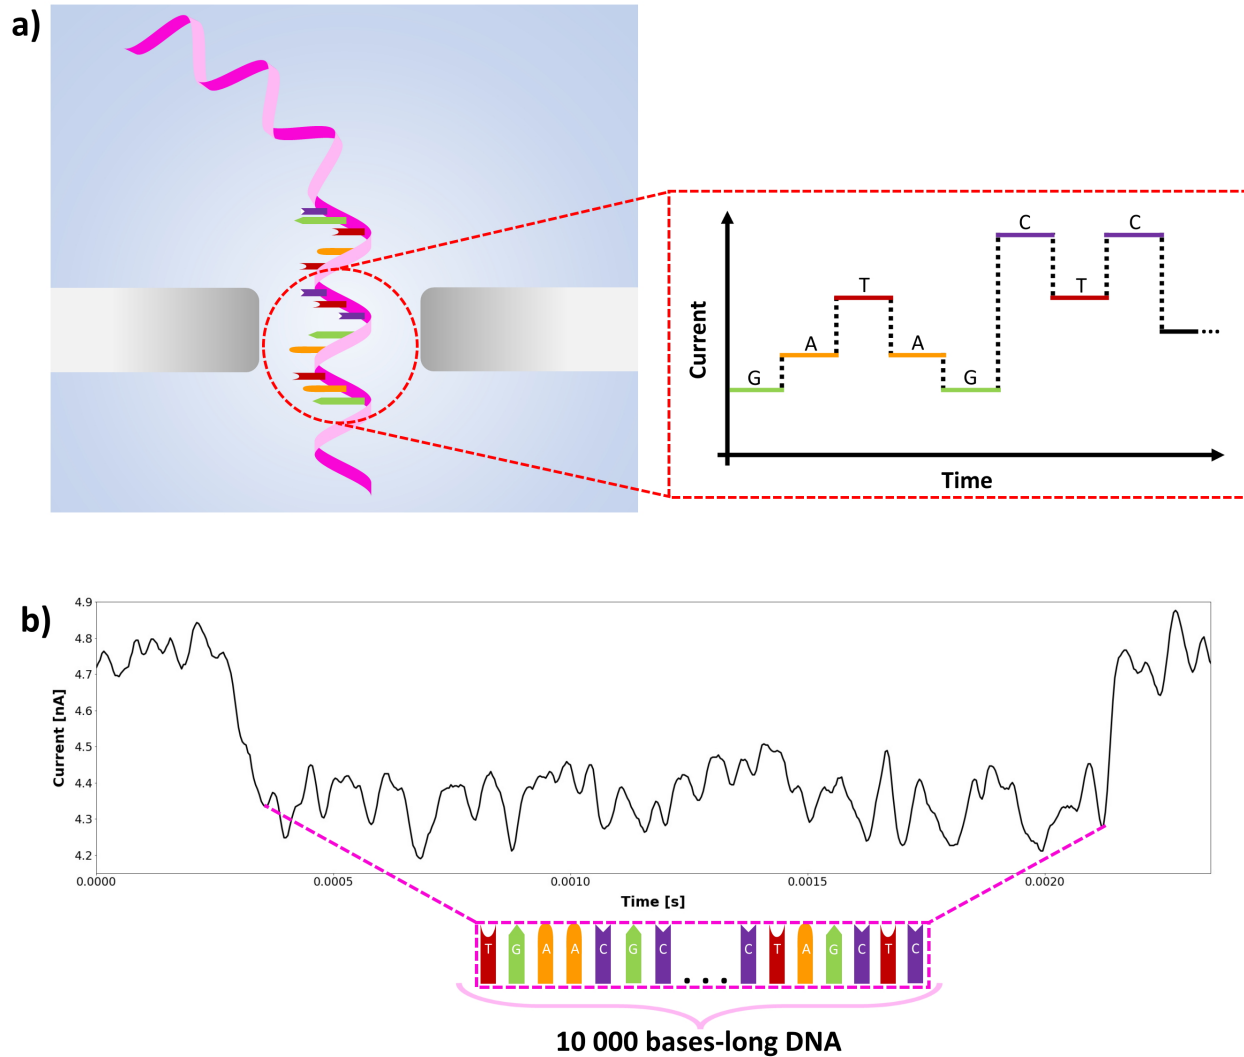 a)
C
C
T
T
A
A
G
G
Current
Time
b)
4.9
4.8
4.7
4.6
4.5
4.4
4.3
4.2
Current [nA]
0.0000 0.0005 0.0010 0.0015 0.0020
Time [s]
T G A A C G C ... C T A G C T C
10 000 bases-long DNA